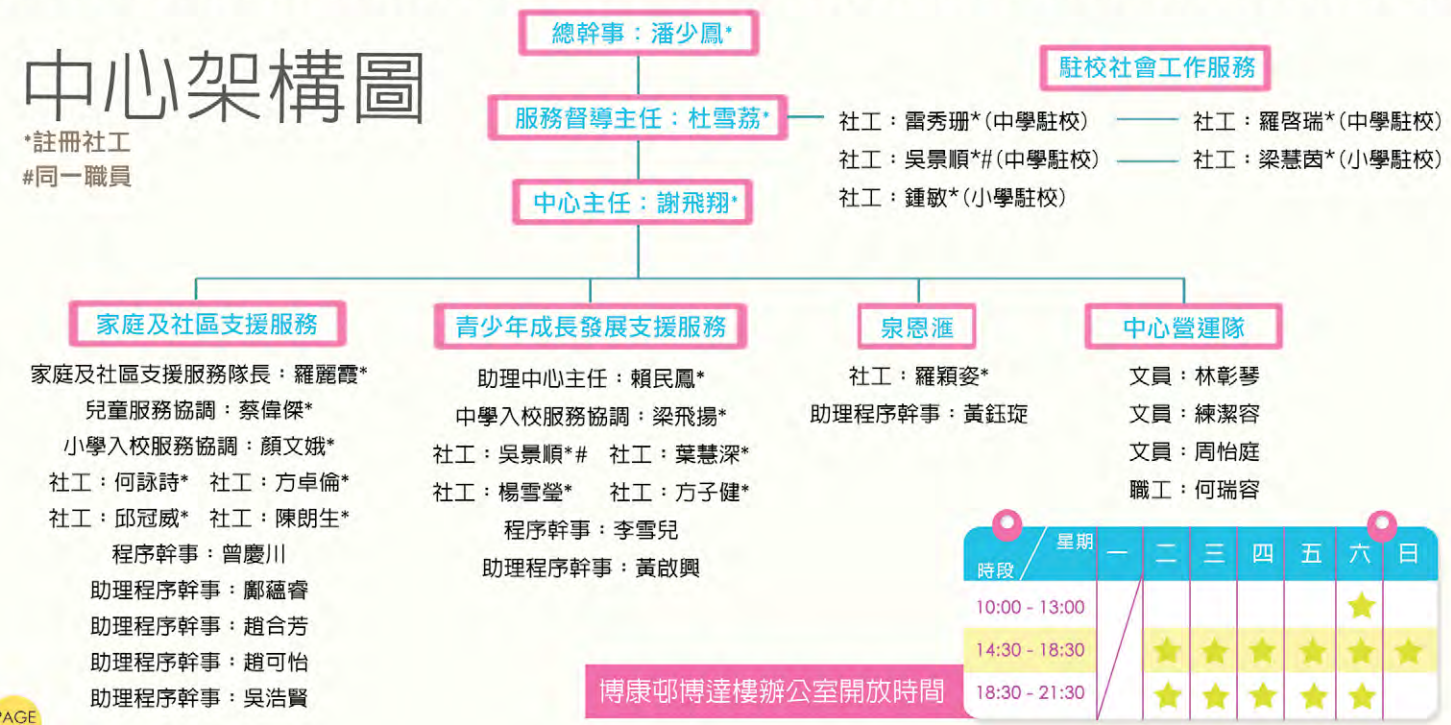 中心架構圖
*註冊社工
#同一職員
總幹事：潘少鳳*
服務督導主任：杜雪荔*
中心主任：謝飛翔*
駐校社會工作服務
社工：雷秀珊*(中學駐校) 社工：羅啓瑞*(中學駐校)
社工：吳景順*#(中學駐校) 社工：梁慧茵*(小學駐校)
社工：鍾敏*(小學駐校)
家庭及社區支援服務
家庭及社區支援服務隊長：羅麗霞*
兒童服務協調：蔡偉傑*
小學入校服務協調：顏文娥*
社工：何詠詩* 社工：方卓倫*
社工：邱冠威* 社工：陳朗生*
程序幹事：曾慶川
助理程序幹事：鄺蘊睿
助理程序幹事：趙合芳
助理程序幹事：趙可怡
助理程序幹事：吳浩賢
青少年成長發展支援服務
助理中心主任：賴民鳳*
中學入校服務協調：梁飛揚*
社工：吳景順*# 社工：葉慧深*
社工：楊雪瑩* 社工：方子健*
程序幹事：李雪兒
助理程序幹事：黃啟興
泉恩滙
社工：羅穎姿*
助理程序幹事：黃鈺琁
中心營運隊
文員：林彰琴
文員：練潔容
文員：周怡庭
職工：何瑞容
博康邨博達樓辦公室開放時間
時段 / 星期 一 二 三 四 五 六 日
10:00 - 13:00
14:30 - 18:30
18:30 - 21:30
PAGE